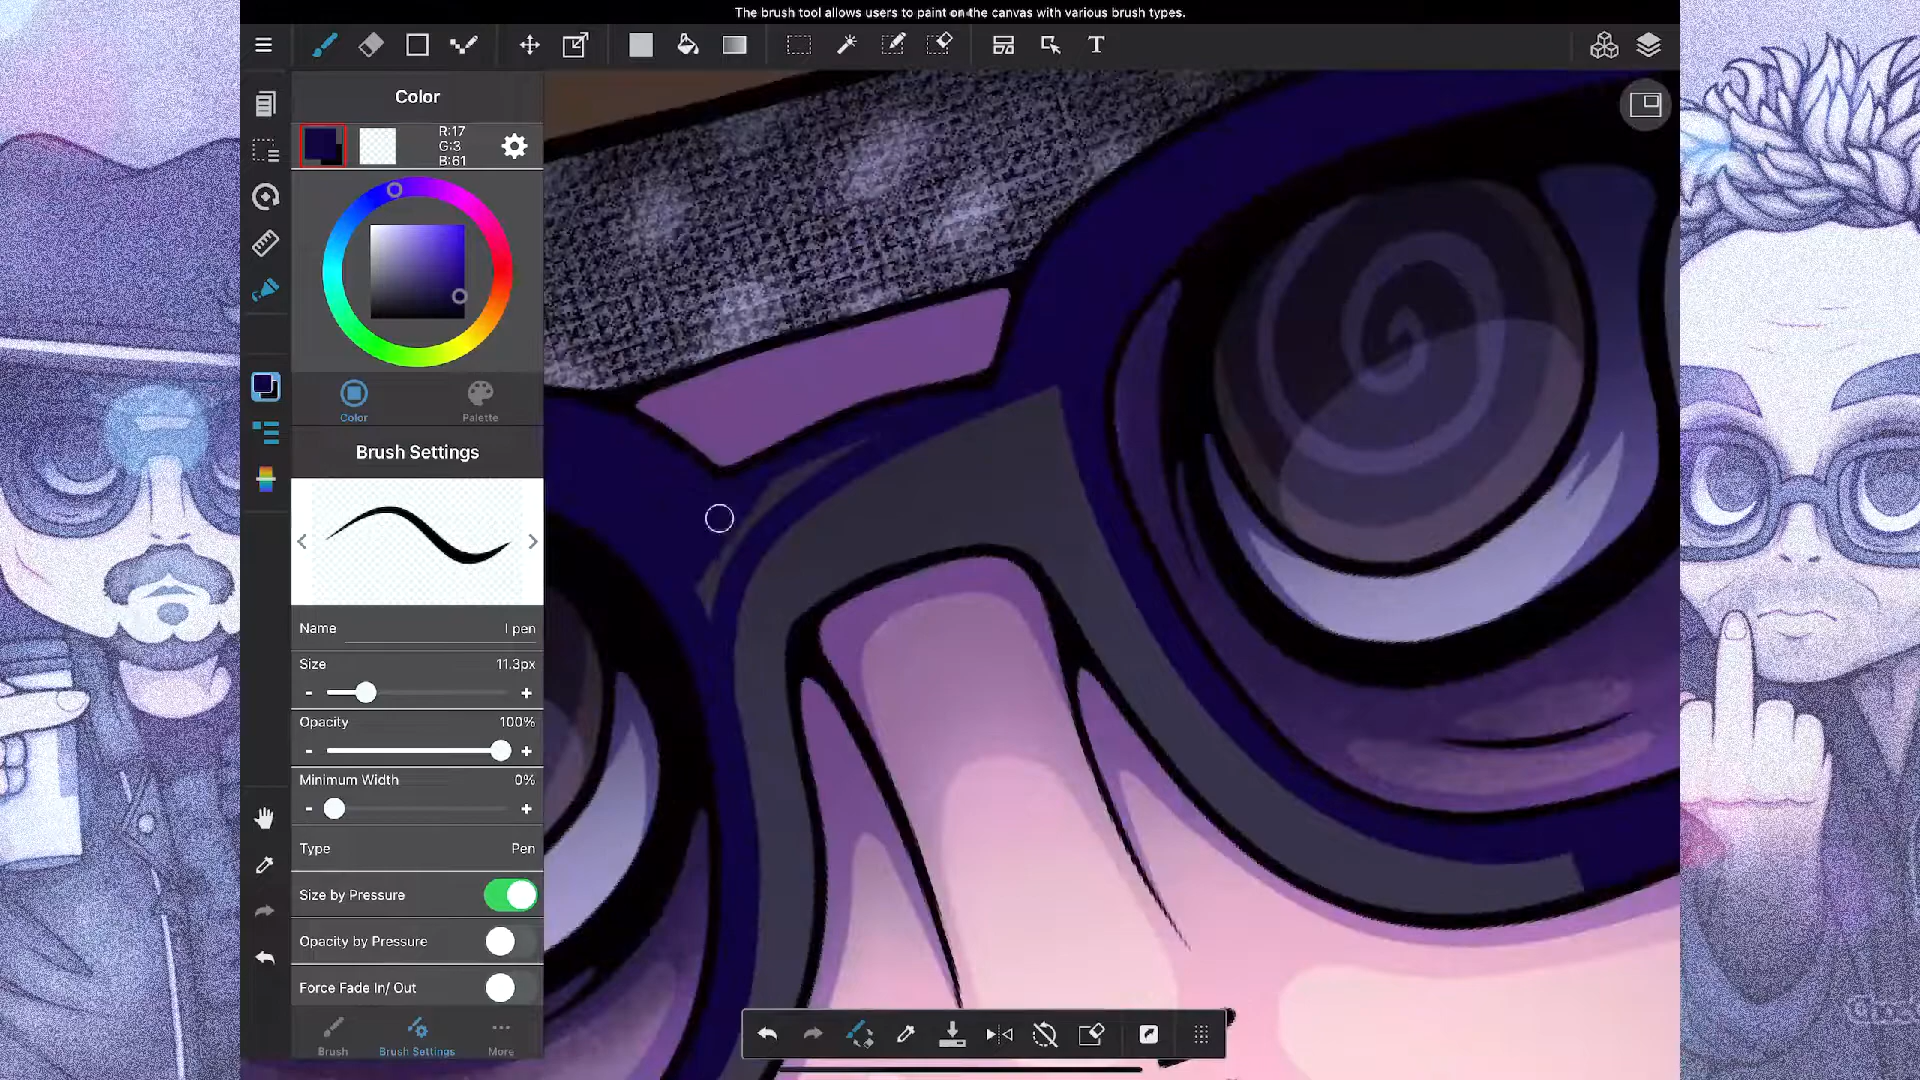 The brush tool allows users to paint on the canvas with various brush types.
Color
R:17
G:3
B:61
Color
Palette
Brush Settings
Name
I pen
Size
11.3px
Opacity
100%
Minimum Width
0%
Type
Pen
Size by Pressure
Opacity by Pressure
Force Fade In/ Out
Brush
Brush Settings
More